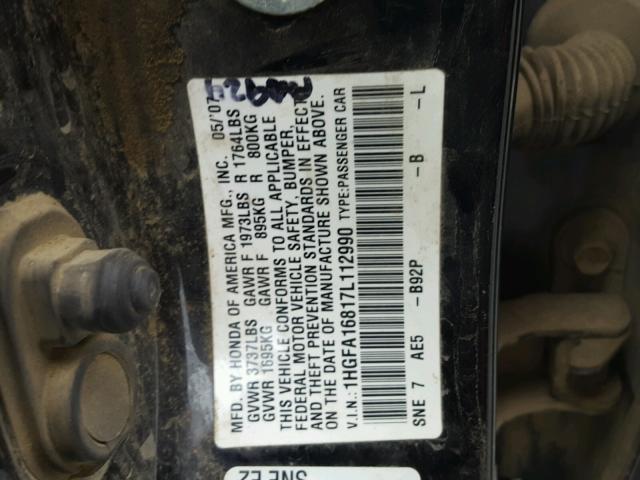 MFD. BY HONDA OF AMERICA MFG., INC. 05/'07
GVWR 3737LBS GAWR F 1973LBS R 1764LBS
GVWR 1695KG GAWR F 895KG R 800KG
THIS VEHICLE CONFORMS TO ALL APPLICABLE
FEDERAL MOTOR VEHICLE SAFETY, BUMPER,
AND THEFT PREVENTION STANDARDS IN EFFECT
ON THE DATE OF MANUFACTURE SHOWN ABOVE.
V.I.N.: 1HGFA16817L112990 TYPE: PASSENGER CAR
SNE 7 AE5 -B92P -B -L